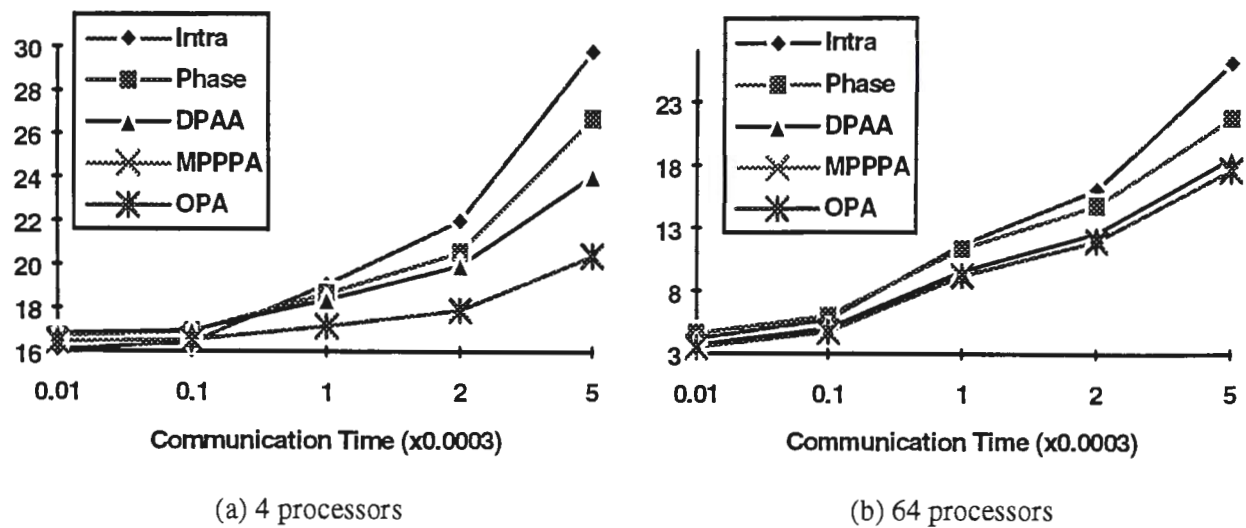 Intra
Phase
DPAA
MPPPA
OPA
30
28
26
24
22
20
18
16
0.01 0.1 1 2 5
Communication Time (x0.0003)
(a) 4 processors
Intra
Phase
DPAA
MPPPA
OPA
23
18
13
8
3
0.01 0.1 1 2 5
Communication Time (x0.0003)
(b) 64 processors